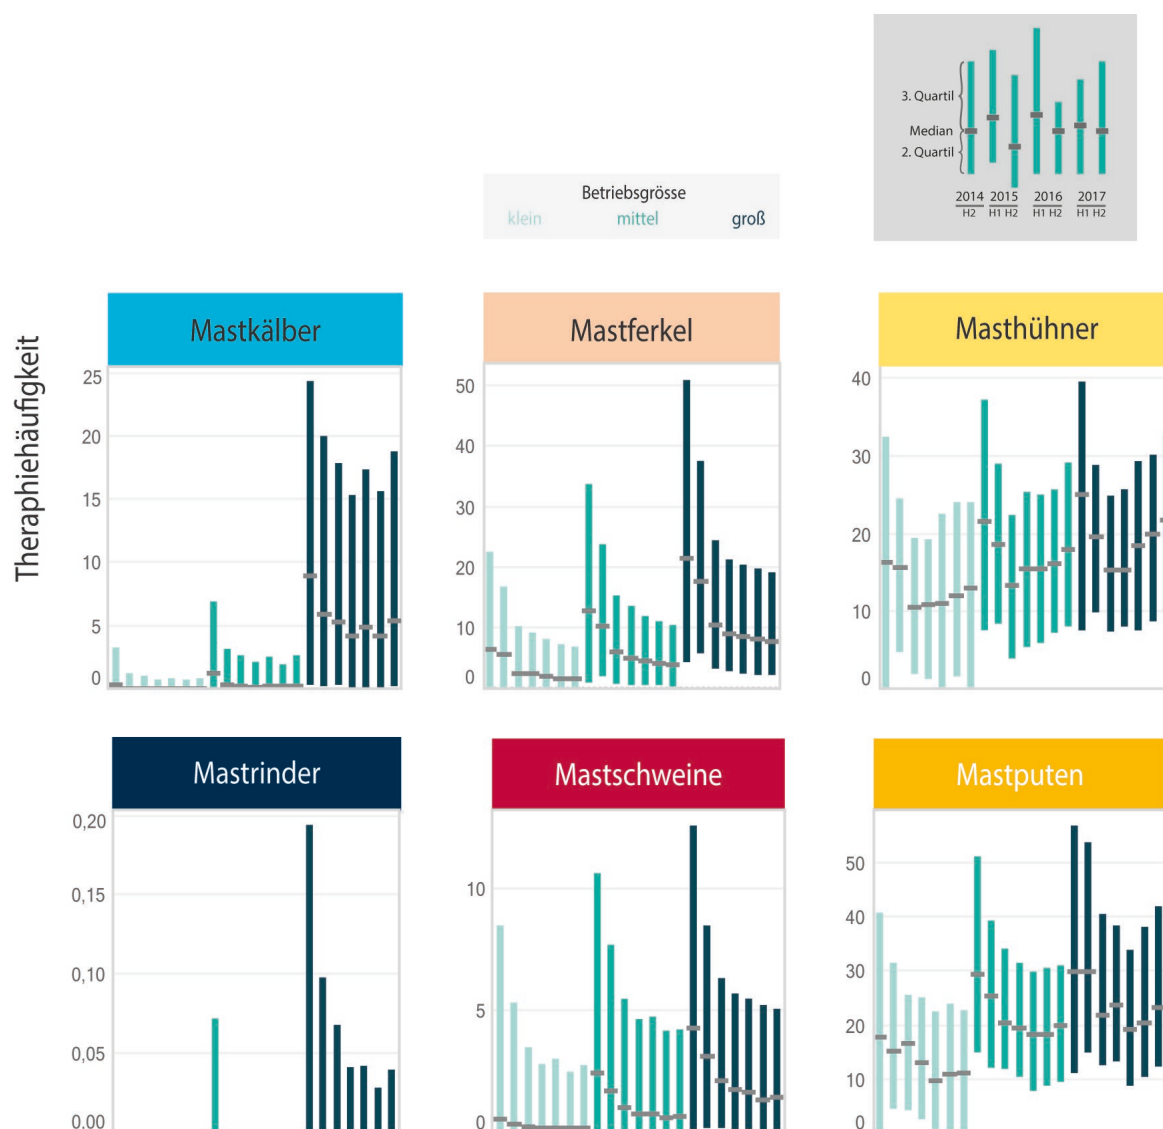 3. Quartil
Median
2. Quartil
2014 2015 2016 2017
H2 H1 H2 H1 H2 H1 H2
Betriebsgrösse
klein mittel groß
Theraphiehäufigkeit
Mastkälber
25
20
15
10
5
0
Mastferkel
50
40
30
20
10
0
Masthühner
40
30
20
10
0
Mastrinder
0,20
0,15
0,10
0,05
0,00
Mastschweine
10
5
0
Mastputen
50
40
30
20
10
0